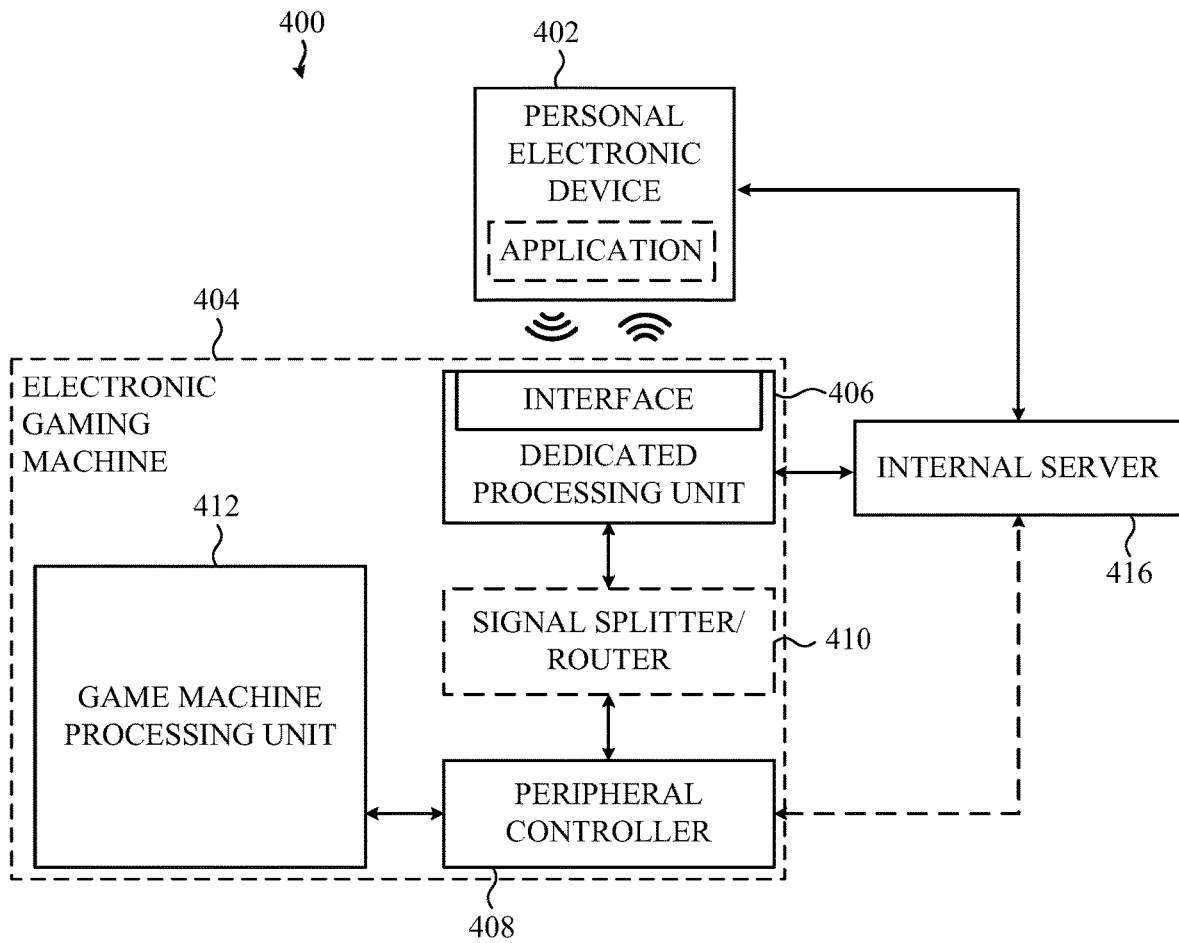 400
402
PERSONAL
ELECTRONIC
DEVICE
APPLICATION
404
ELECTRONIC
GAMING
MACHINE
INTERFACE
406
DEDICATED
PROCESSING UNIT
INTERNAL SERVER
416
412
SIGNAL SPLITTER/
ROUTER
410
GAME MACHINE
PROCESSING UNIT
PERIPHERAL
CONTROLLER
408